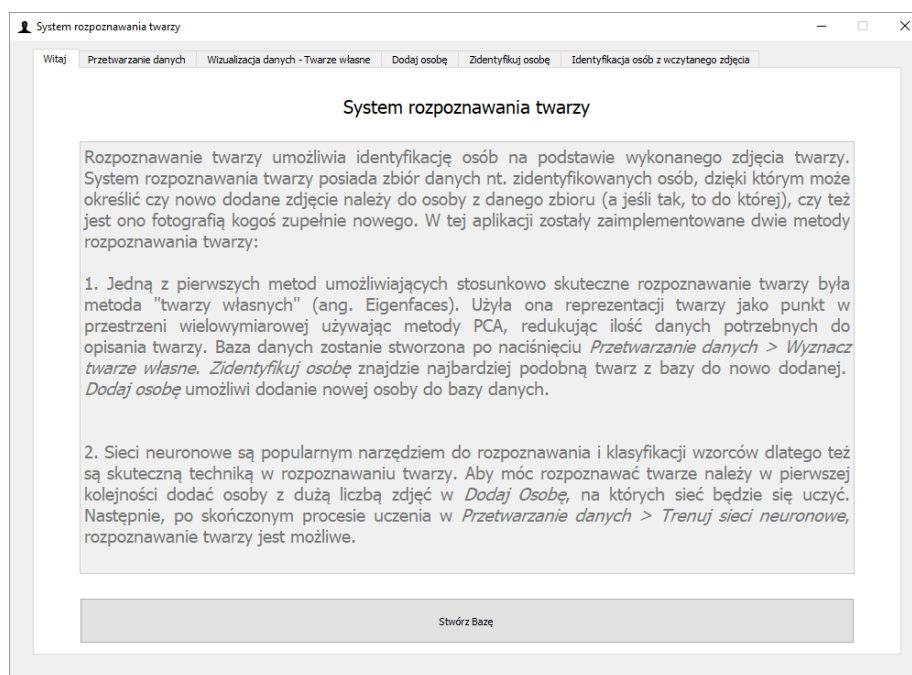 System rozpoznawania twarzy
Witaj
Przetwarzanie danych
Wizualizacja danych - Twarze własne
Dodaj osobę
Zidentyfikuj osobę
Identyfikacja osób z wczytanego zdjęcia
System rozpoznawania twarzy
Rozpoznawanie twarzy umożliwia identyfikację osób na podstawie wykonanego zdjęcia twarzy.
System rozpoznawania twarzy posiada zbiór danych nt. zidentyfikowanych osób, dzięki którym może
określić czy nowo dodane zdjęcie należy do osoby z danego zbioru (a jeśli tak, to do której), czy też
jest ono fotografią kogoś zupełnie nowego. W tej aplikacji zostały zaimplementowane dwie metody
rozpoznawania twarzy:
1. Jedną z pierwszych metod umożliwiających stosunkowo skuteczne rozpoznawanie twarzy była
metoda "twarzy własnych" (ang. Eigenfaces). Użyła ona reprezentacji twarzy jako punkt w
przestrzeni wielowymiarowej używając metody PCA, redukując ilość danych potrzebnych do
opisania twarzy. Baza danych zostanie stworzona po naciśnięciu Przetwarzanie danych > Wyznacz
twarze własne. Zidentyfikuj osobę znajdzie najbardziej podobną twarz z bazy do nowo dodanej.
Dodaj osobę umożliwi dodanie nowej osoby do bazy danych.
2. Sieci neuronowe są popularnym narzędziem do rozpoznawania i klasyfikacji wzorców dlatego też
są skuteczną techniką w rozpoznawaniu twarzy. Aby móc rozpoznawać twarze należy w pierwszej
kolejności dodać osoby z dużą liczbą zdjęć w Dodaj Osobę, na których sieć będzie się uczyć.
Następnie, po skończonym procesie uczenia w Przetwarzanie danych > Trenuj sieci neuronowe,
rozpoznawanie twarzy jest możliwe.
Stwórz Bazę